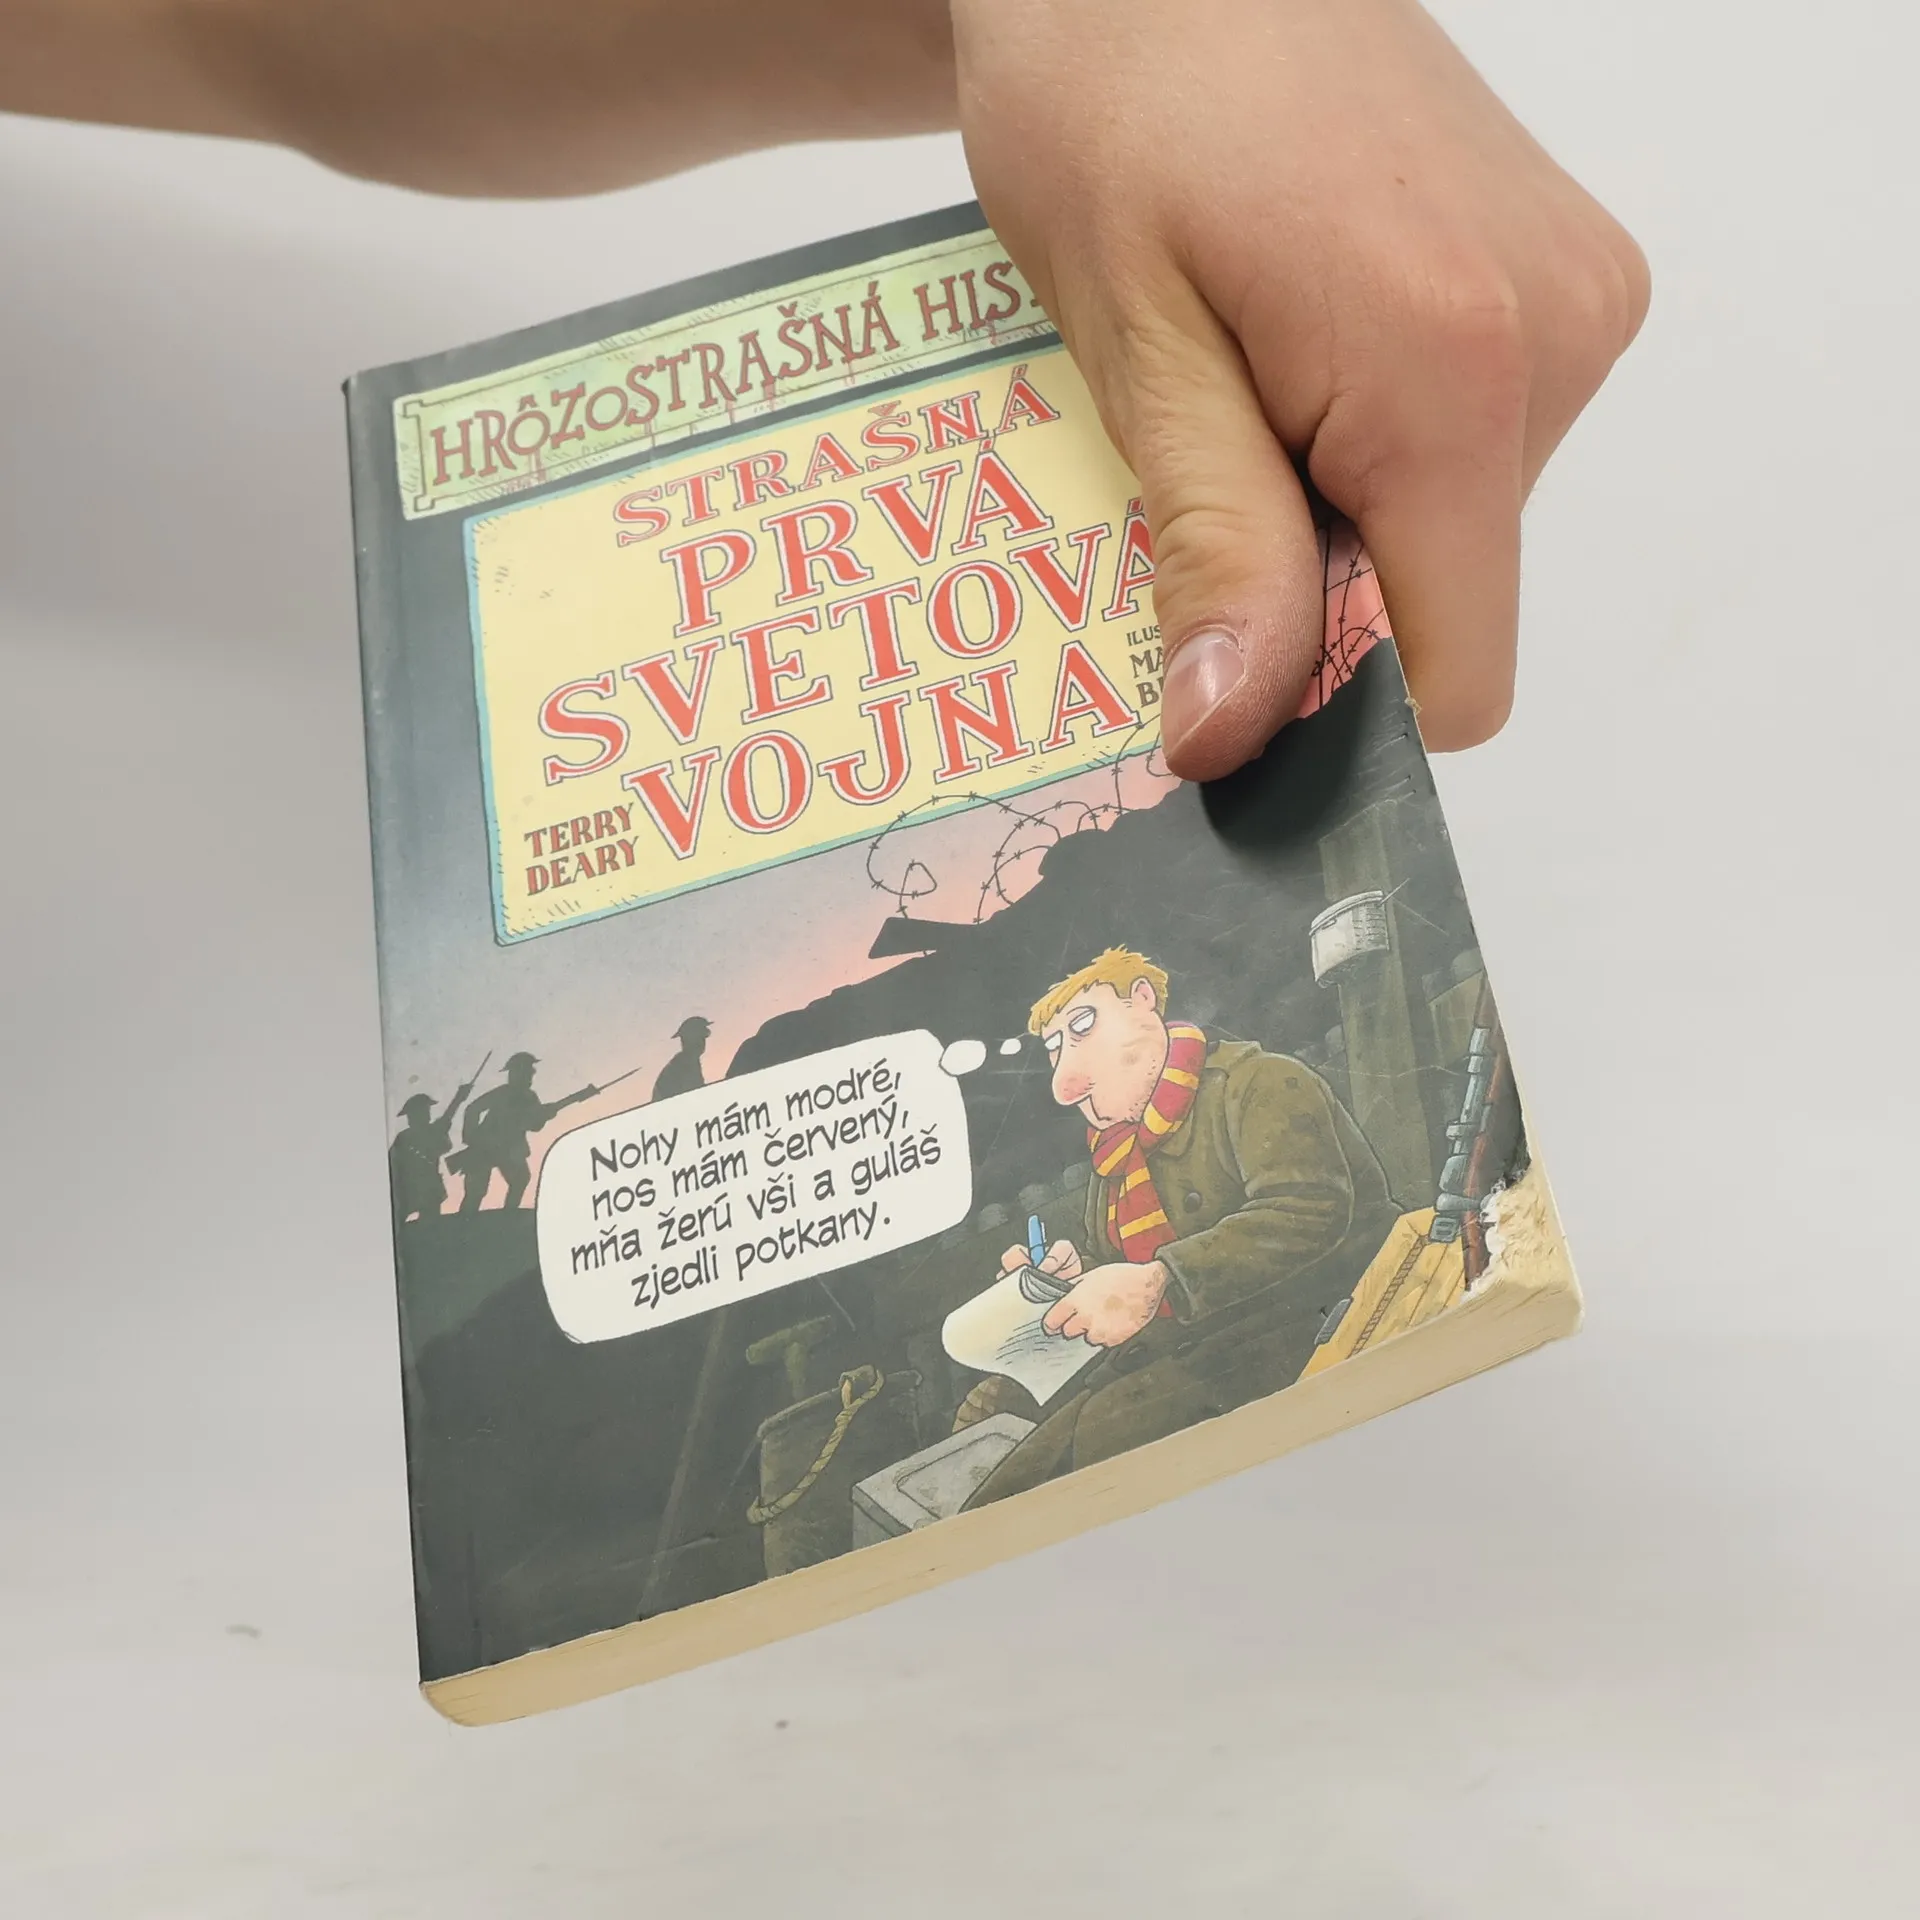 HRÔZOSTRAŠNÁ
STRAŠNÁ
PRVÁ
SVETOVÁ
VOJNA
TERRY
DEARY
Nohy mám modré,
nos mám červený,
mňa žerú vši a guláš
zjedli potkany.